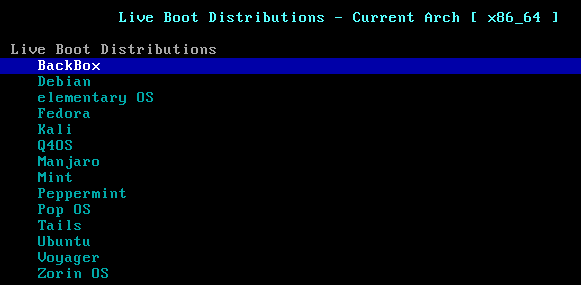 Live Boot Distributions - Current Arch [ x86_64 ]
Live Boot Distributions
BackBox
Debian
elementary OS
Fedora
Kali
Q4OS
Manjaro
Mint
Peppermint
Pop OS
Tails
Ubuntu
Voyager
Zorin OS